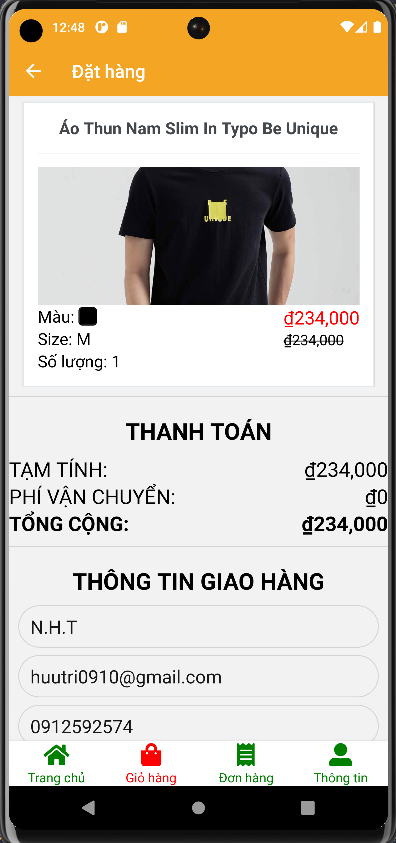 12:48
Đặt hàng
Áo Thun Nam Slim In Typo Be Unique
UNIQUE
Màu:
₫234,000
Size: M
₫234,000
Số lượng: 1
THANH TOÁN
TẠM TÍNH: ₫234,000
PHÍ VẬN CHUYỂN: ₫0
TỔNG CỘNG: ₫234,000
THÔNG TIN GIAO HÀNG
N.H.T
huutri0910@gmail.com
0912592574
Trang chủ Giỏ hàng Đơn hàng Thông tin